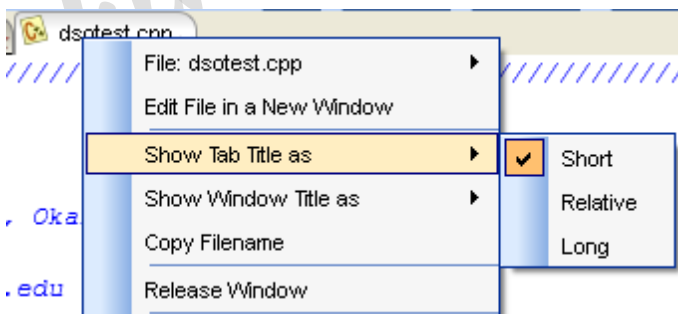 dsotest.cpp
////// //////////////
File: dsotest.cpp
Edit File in a New Window
Show Tab Title as
Short
Show Window Title as
Relative
, Oka
Copy Filename
Long
.edu
Release Window